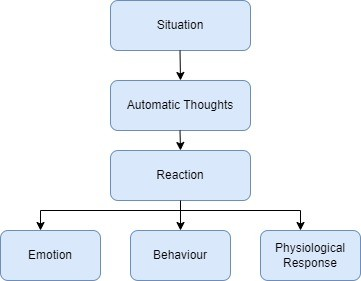 Situation
Automatic Thoughts
Reaction
Emotion
Behaviour
Physiological
Response